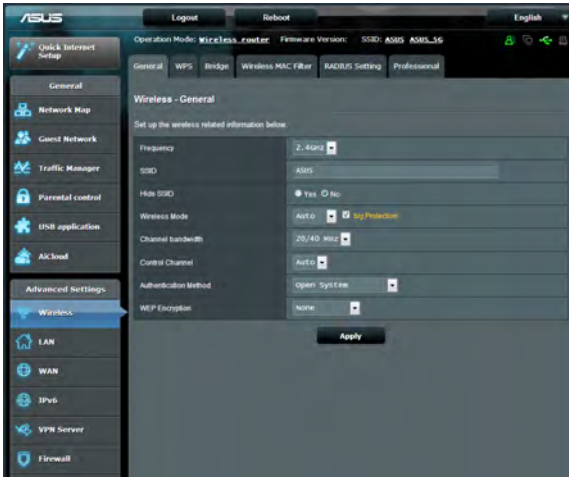 ASUS
Logout
Reboot
English
Quick Internet Setup
Operation Mode: Wireless router Firmware Version: SSID: ASUS ASUS_5G
General WPS Bridge Wireless MAC Filter RADIUS Setting Professional
General
Network Map
Guest Network
Traffic Manager
Parental control
USB application
AiCloud
Advanced Settings
Wireless
LAN
WAN
IPv6
VPN Server
Firewall
Wireless - General
Set up the wireless related information below.
Frequency 2.4GHz
SSID ASUS
Hide SSID Yes No
Wireless Mode Auto b/g Protection
Channel bandwidth 20/40 MHz
Control Channel Auto
Authentication Method Open System
WEP Encryption None
Apply